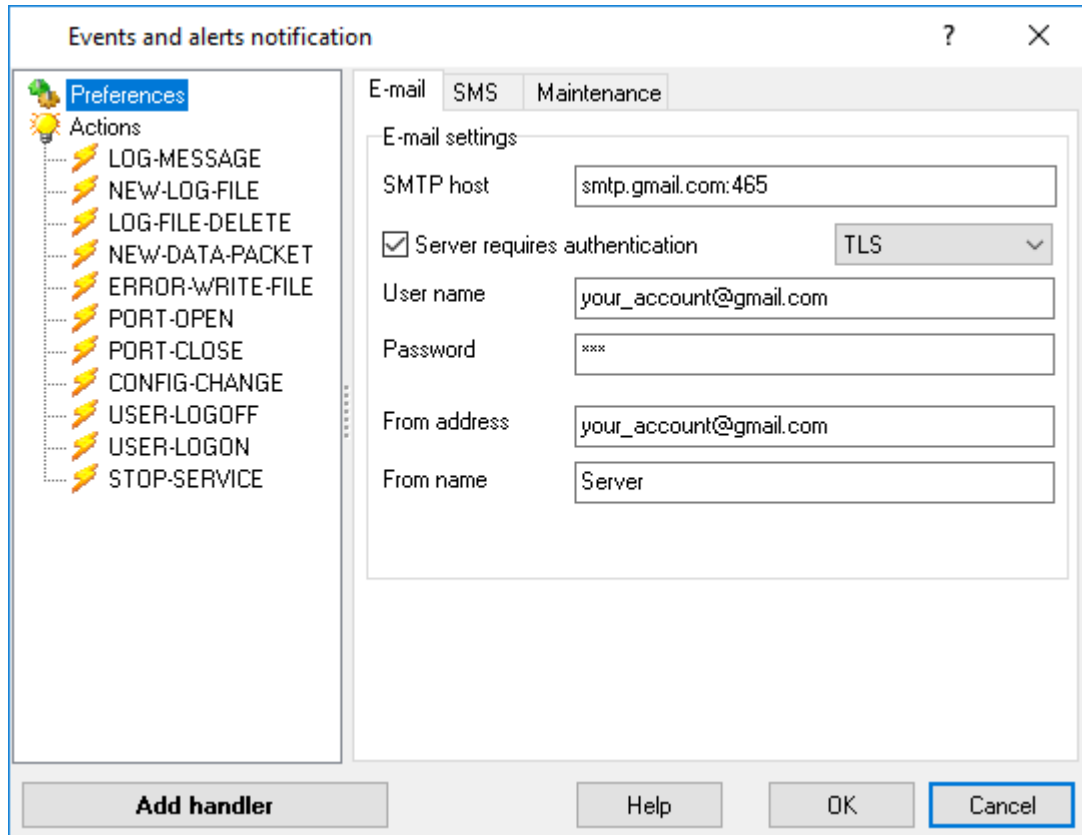 Events and alerts notification
?
Preferences
Actions
LOG-MESSAGE
NEW-LOG-FILE
LOG-FILE-DELETE
NEW-DATA-PACKET
ERROR-WRITE-FILE
PORT-OPEN
PORT-CLOSE
CONFIG-CHANGE
USER-LOGOFF
USER-LOGON
STOP-SERVICE
E-mail SMS Maintenance
E-mail settings
SMTP host smtp.gmail.com:465
Server requires authentication TLS
User name your_account@gmail.com
Password ***
From address your_account@gmail.com
From name Server
Add handler Help OK Cancel